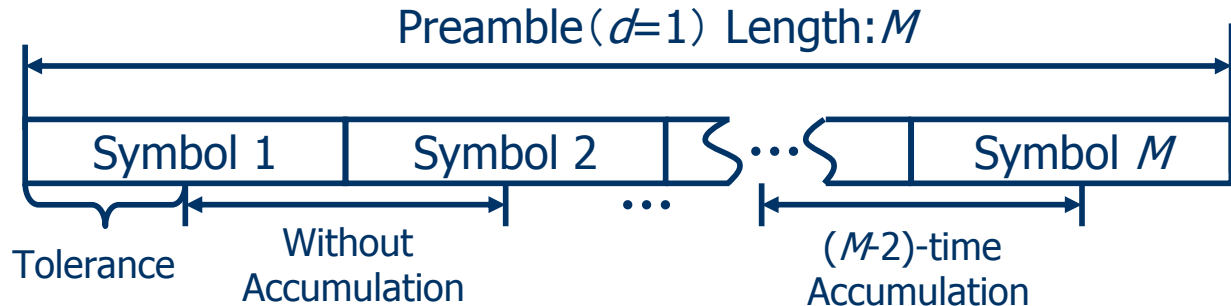 Preamble（d=1）Length:M
Symbol 1
Symbol 2
...
Symbol M
Tolerance
Without
Accumulation
...
(M-2)-time
Accumulation